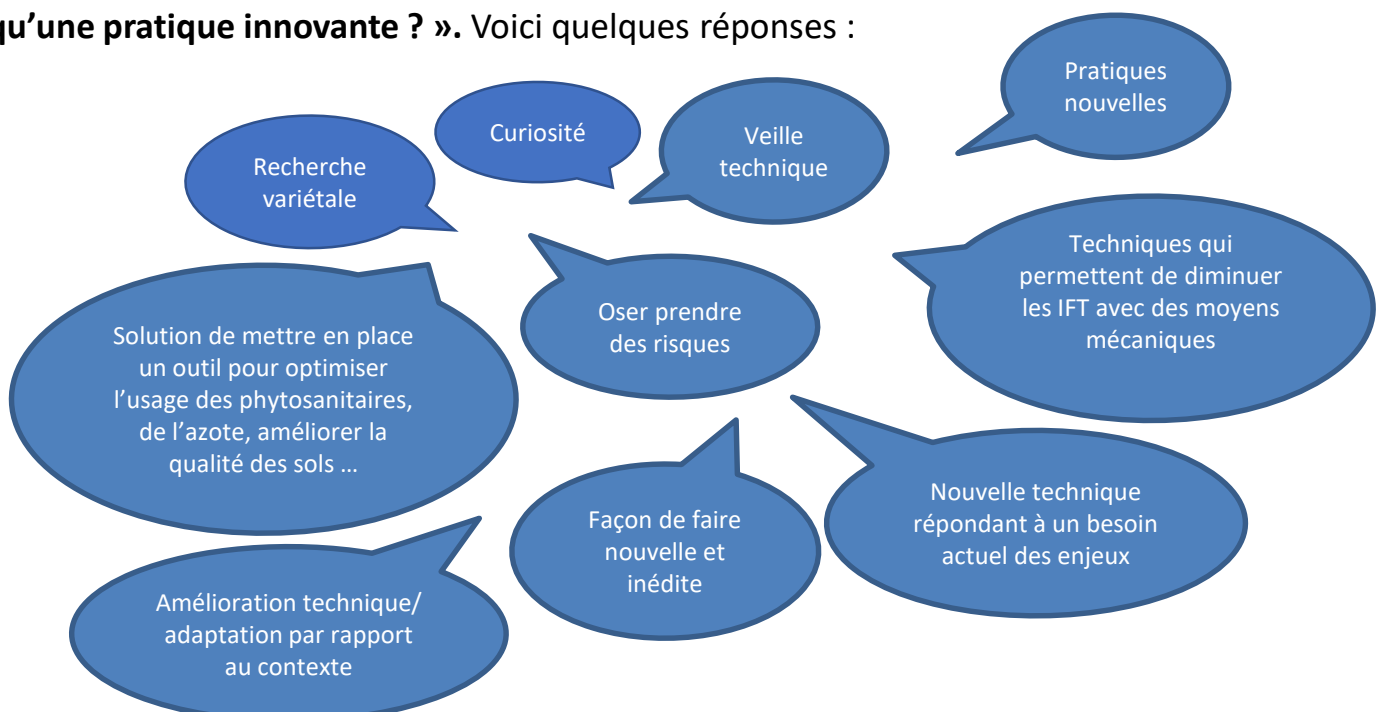 qu’une pratique innovante ? ». Voici quelques réponses :
Pratiques
nouvelles
Curiosité
Veille
technique
Recherche
variétale
Techniques qui
permettent de diminuer
les IFT avec des moyens
mécaniques
Oser prendre
des risques
Solution de mettre en place
un outil pour optimiser
l’usage des phytosanitaires,
de l’azote, améliorer la
qualité des sols …
Nouvelle technique
répondant à un besoin
actuel des enjeux
Façon de faire
nouvelle et
inédite
Amélioration technique/
adaptation par rapport
au contexte